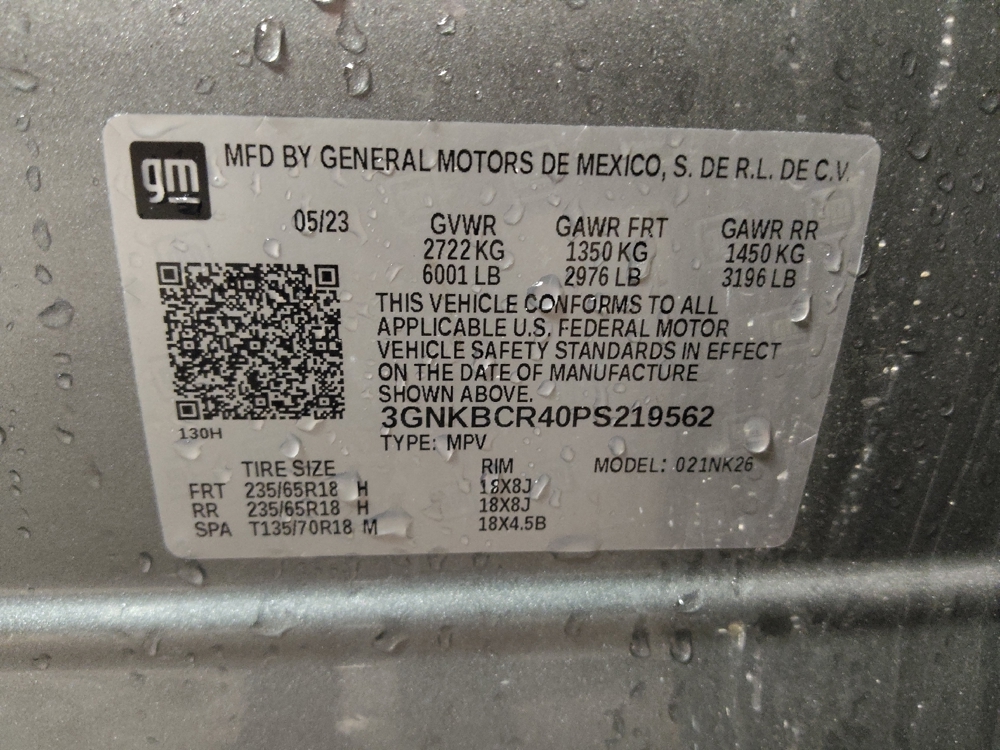 gm
MFD BY GENERAL MOTORS DE MEXICO, S. DE R.L. DE C.V.
05/23 GVWR GAWR FRT GAWR RR
2722 KG 1350 KG 1450 KG
6001 LB 2976 LB 3196 LB
THIS VEHICLE CONFORMS TO ALL
APPLICABLE U.S. FEDERAL MOTOR
VEHICLE SAFETY STANDARDS IN EFFECT
ON THE DATE OF MANUFACTURE
SHOWN ABOVE.
3GNKBCR40PS219562
130H
TYPE: MPV
TIRE SIZE RIM MODEL: 021NK26
FRT 235/65R18 H 18X8J
RR 235/65R18 H 18X8J
SPA T135/70R18 M 18X4.5B